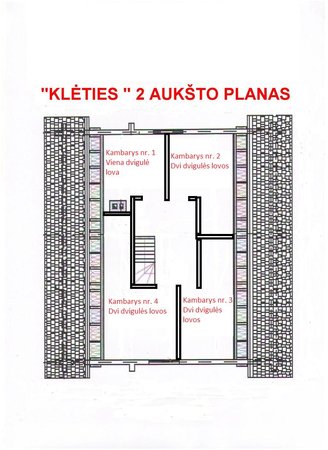 "KLĖTIES " 2 AUKŠTO PLANAS
Kambarys nr. 1
Viena dvigulė
lova
Kambarys nr. 2
Dvi dvigulės lovos
Kambarys nr. 4
Dvi dvigulės lovos
Kambarys nr. 3
Dvi dvigulės
lovos